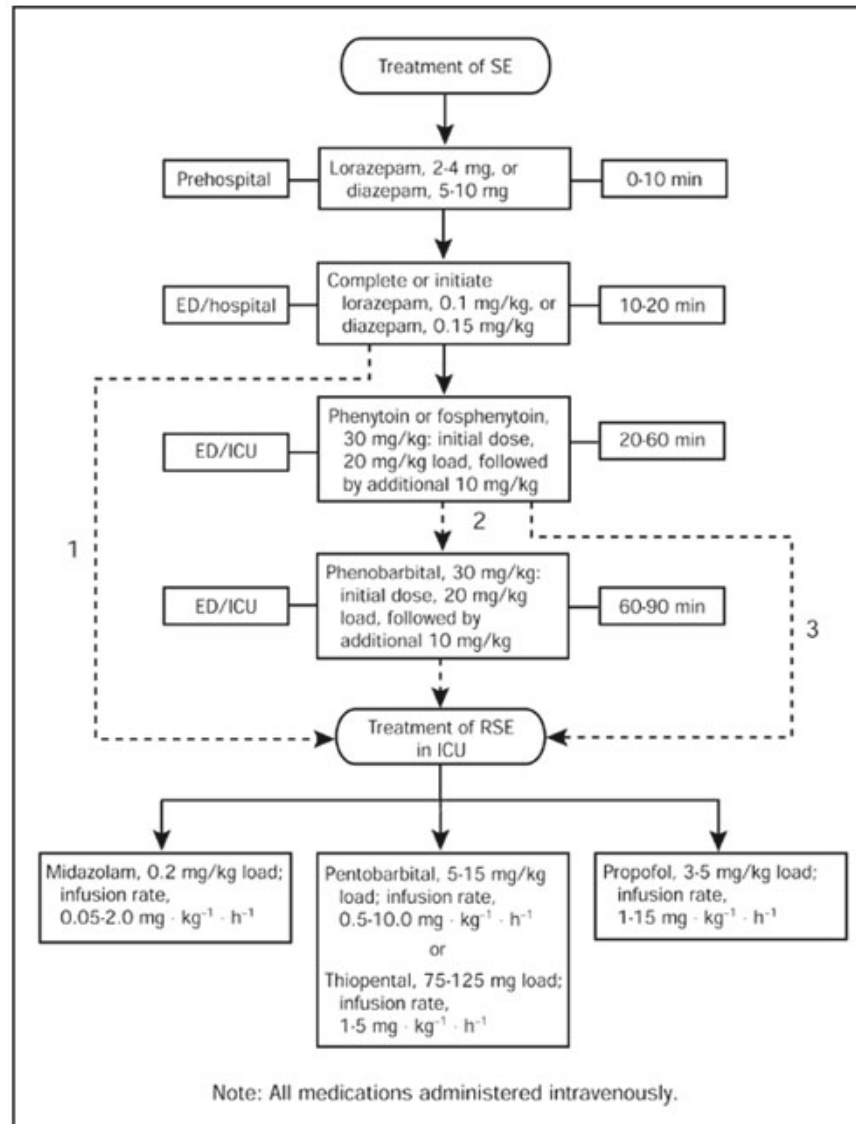 Treatment of SE
Prehospital
Lorazepam, 2-4 mg, or
diazepam, 5-10 mg
0-10 min
ED/hospital
Complete or initiate
lorazepam, 0.1 mg/kg, or
diazepam, 0.15 mg/kg
10-20 min
ED/ICU
Phenytoin or fosphenytoin,
30 mg/kg: initial dose,
20 mg/kg load, followed
by additional 10 mg/kg
20-60 min
1
2
ED/ICU
Phenobarbital, 30 mg/kg:
initial dose, 20 mg/kg
load, followed by
additional 10 mg/kg
60-90 min
3
Treatment of RSE
in ICU
Midazolam, 0.2 mg/kg load;
infusion rate,
0.05-2.0 mg · kg⁻¹ · h⁻¹
Pentobarbital, 5-15 mg/kg
load; infusion rate,
0.5-10.0 mg · kg⁻¹ · h⁻¹
or
Thiopental, 75-125 mg load;
infusion rate,
1-5 mg · kg⁻¹ · h⁻¹
Propofol, 3-5 mg/kg load;
infusion rate,
1-15 mg · kg⁻¹ · h⁻¹
Note: All medications administered intravenously.